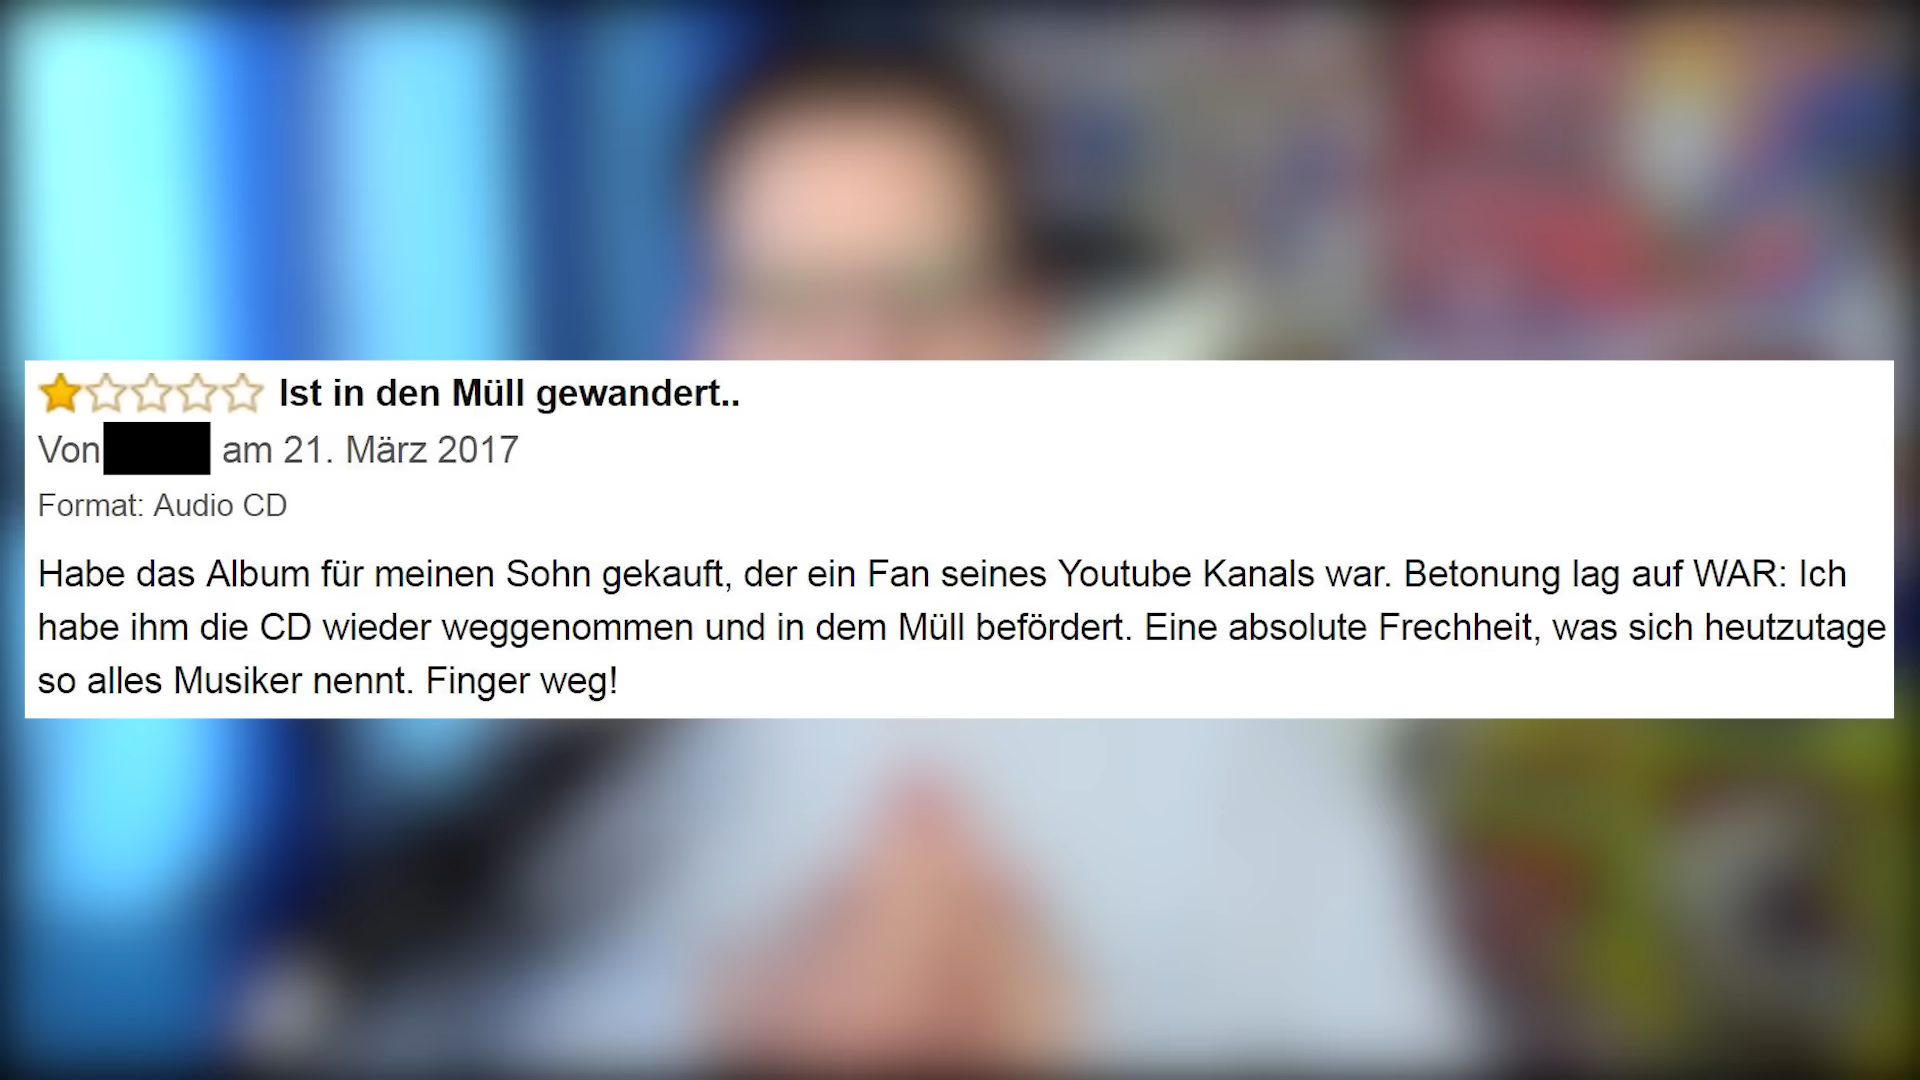 Ist in den Müll gewandert..
Von am 21. März 2017
Format: Audio CD
Habe das Album für meinen Sohn gekauft, der ein Fan seines Youtube Kanals war. Betonung lag auf WAR: Ich
habe ihm die CD wieder weggenommen und in dem Müll befördert. Eine absolute Frechheit, was sich heutzutage
so alles Musiker nennt. Finger weg!